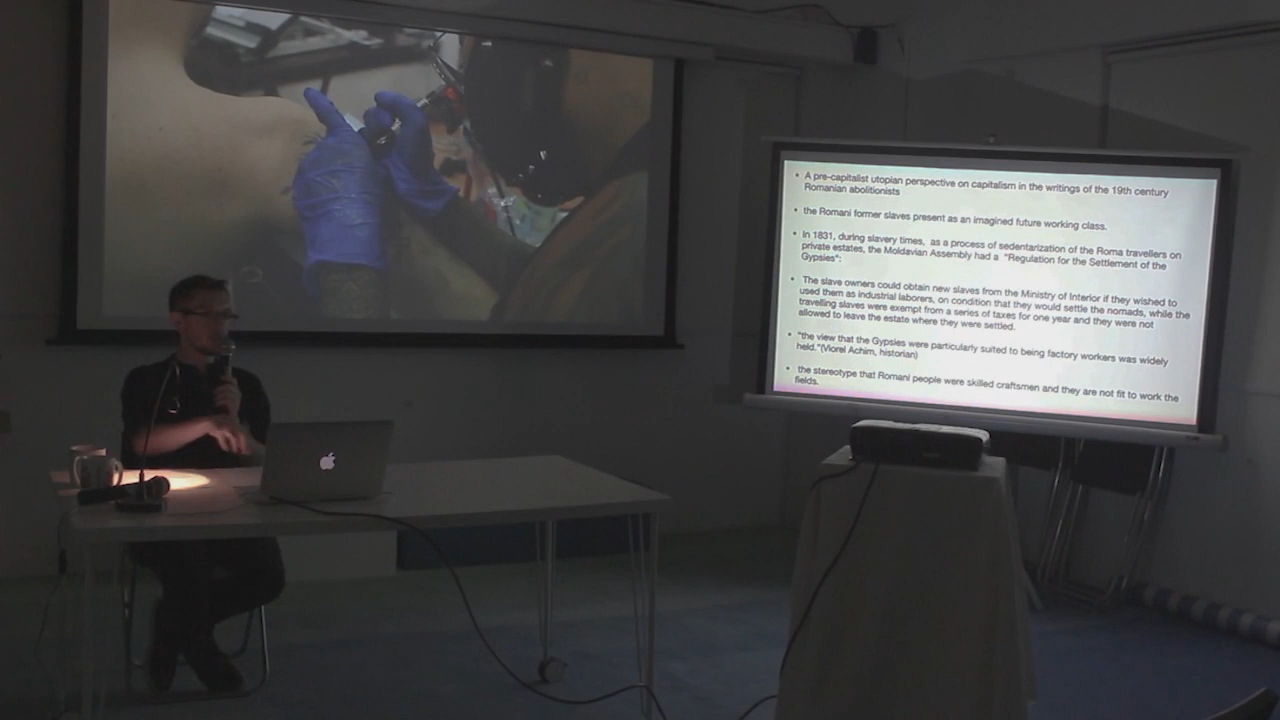 • A pre-capitalist utopian perspective on capitalism in the writings of the 19th century
Romanian abolitionists
• the Romani former slaves present as an imagined future working class.
• In 1831, during slavery times, as a process of sedentarization of the Roma travellers on
private estates, the Moldavian Assembly had a "Regulation for the Settlement of the
Gypsies":
• The slave owners could obtain new slaves from the Ministry of Interior if they wished to
used them as industrial laborers, on condition that they would settle the nomads, while the
travelling slaves were exempt from a series of taxes for one year and they were not
allowed to leave the estate where they were settled.
• "the view that the Gypsies were particularly suited to being factory workers was widely
held."(Viorel Achim, historian)
• the stereotype that Romani people were skilled craftsmen and they are not fit to work the
fields.